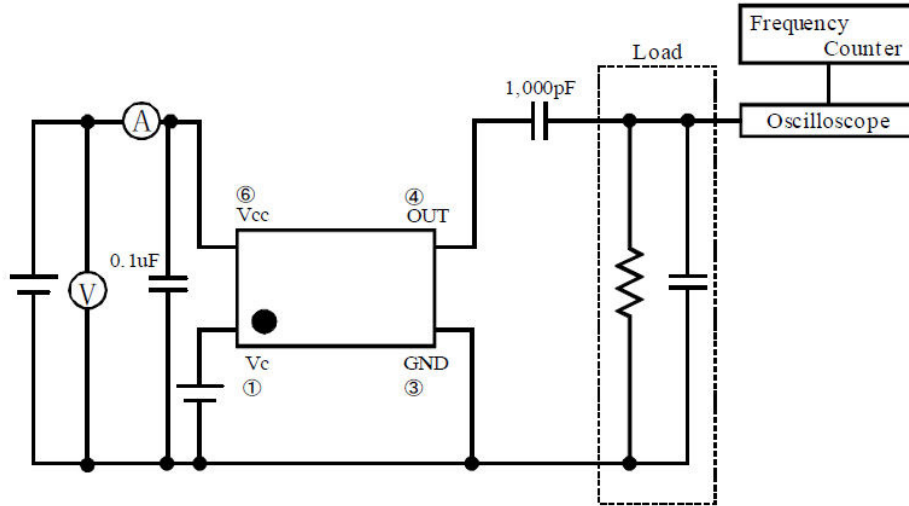 Frequency
Counter
Load
1,000pF
A
Oscilloscope
⑥
Vcc
④
OUT
0.1uF
V
Vc
①
GND
③